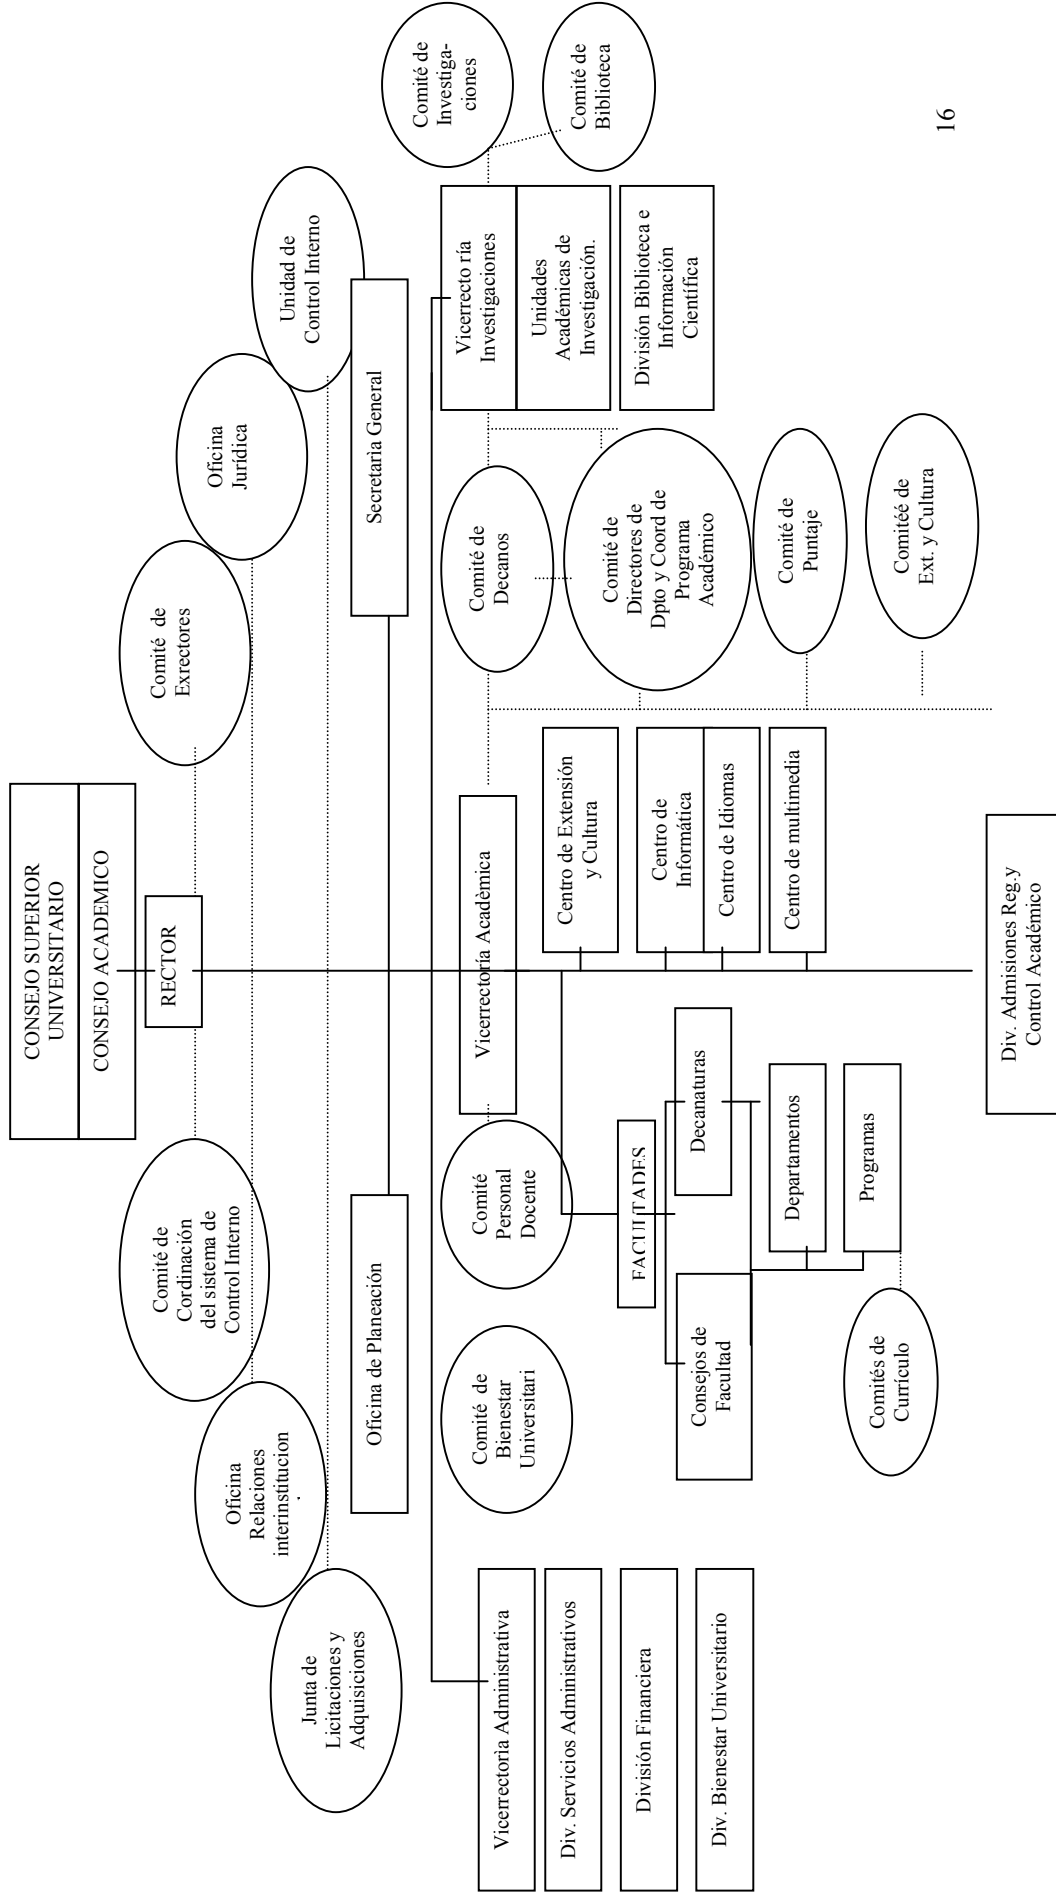 CONSEJO SUPERIOR
UNIVERSITARIO
CONSEJO ACADEMICO
RECTOR
Comité de
Cordinación
del sistema de
Control Interno
Comité de
Exrectores
Oficina
Relaciones
interinstitucion
Oficina
Jurídica
Junta de
Licitaciones y
Adquisiciones
Unidad de
Control Interno
Oficina de Planeación
Secretaria General
Vicerrectoria Administrativa
Div. Servicios Administrativos
División Financiera
Div. Bienestar Universitario
Comité de
Bienestar
Universitari
Comité
Personal
Docente
Vicerrectoría Acadèmica
Comité de
Decanos
Vicerrecto ría
Investigaciones
Unidades
Académicas de
Investigación.
División Biblioteca e
Información
Científica
Comité de
Investiga-
ciones
Comité de
Biblioteca
FACULTADES
Consejos de
Facultad
Decanaturas
Departamentos
Programas
Comités de
Currículo
Centro de Extensión
y Cultura
Centro de
Informática
Centro de Idiomas
Centro de multimedia
Comité de
Directores de
Dpto y Coord de
Programa
Académico
Comité de
Puntaje
Comitéé de
Ext. y Cultura
Div. Admisiones Reg.y
Control Académico
16